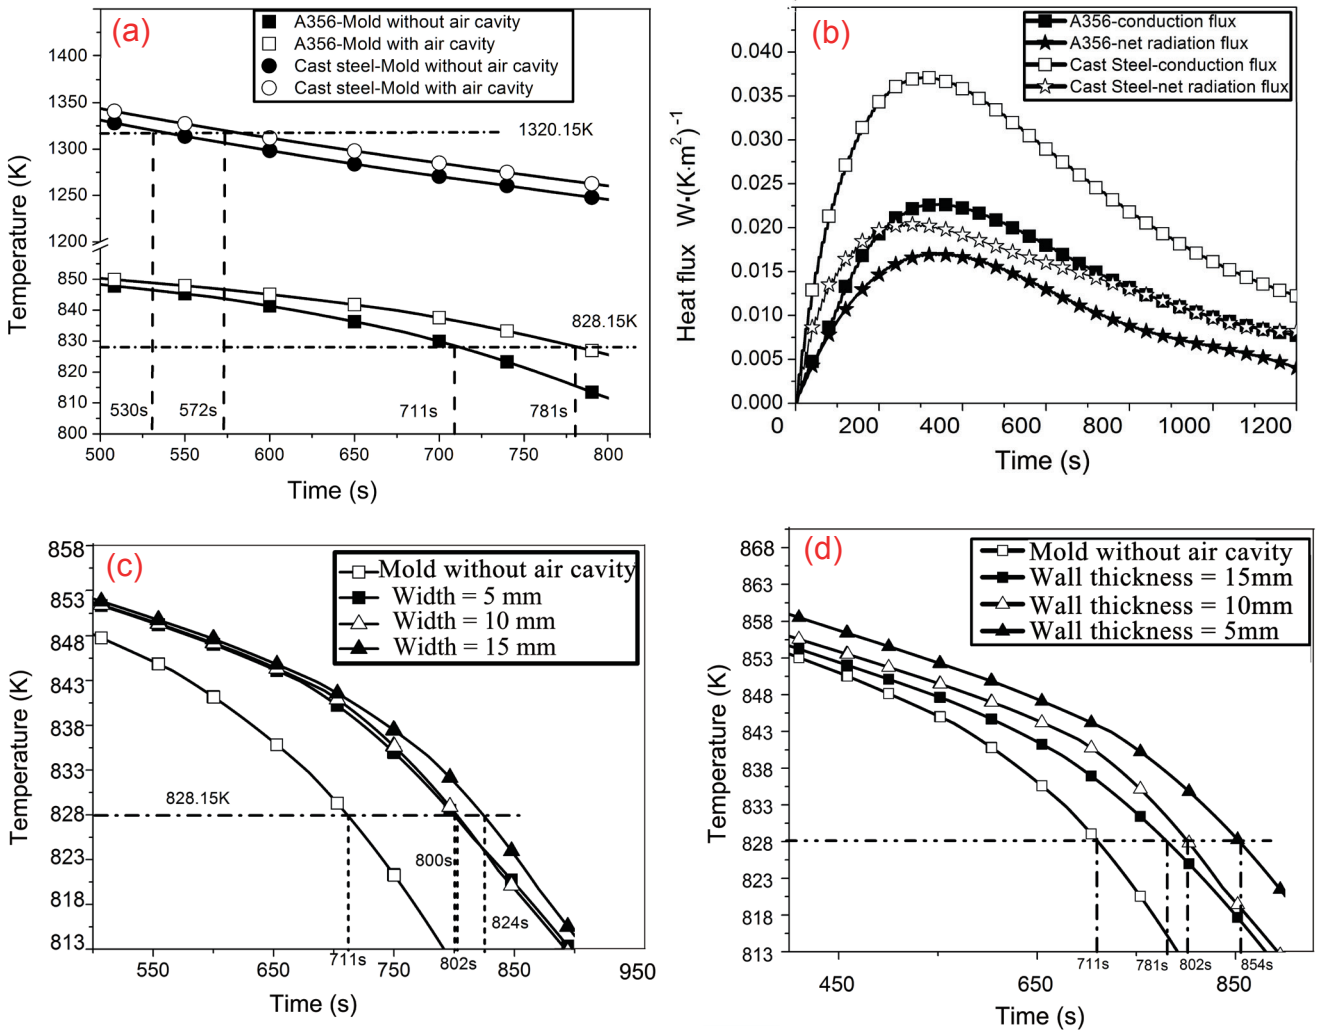 (a)
A356-Mold without air cavity
A356-Mold with air cavity
Cast steel-Mold without air cavity
Cast steel-Mold with air cavity
1450
1400
1350
1300
1250
1200
850
840
830
820
810
800
Temperature (K)
1320.15K
828.15K
530s
572s
711s
781s
500
550
600
650
700
750
800
Time (s)
(b)
A356-conduction flux
A356-net radiation flux
Cast Steel-conduction flux
Cast Steel-net radiation flux
0.040
0.035
0.030
0.025
0.020
0.015
0.010
0.005
0.000
Heat flux W·(K·m²)⁻¹
0
200
400
600
800
1000
1200
Time (s)
(c)
Mold without air cavity
Width = 5 mm
Width = 10 mm
Width = 15 mm
858
853
848
843
838
833
828
823
818
813
Temperature (K)
828.15K
800s
824s
711s
802s
550
650
750
850
950
Time (s)
(d)
Mold without air cavity
Wall thickness = 15mm
Wall thickness = 10mm
Wall thickness = 5mm
868
863
858
853
848
843
838
833
828
823
818
813
Temperature (K)
711s
781s
802s
854s
450
650
850
Time (s)